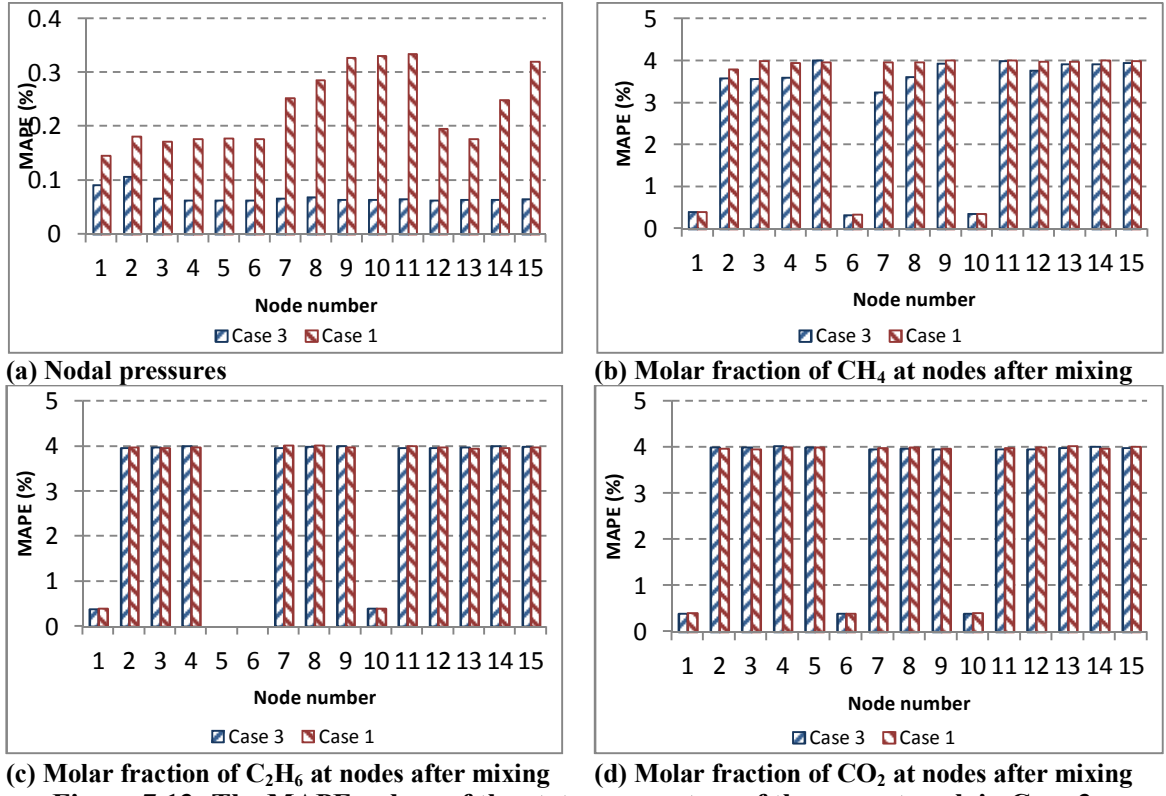 0.4
0.3
0.2
0.1
0
MAPE (%)
1 2 3 4 5 6 7 8 9 10 11 12 13 14 15
Node number
Case 3 Case 1
(a) Nodal pressures
5
4
3
2
1
0
MAPE (%)
1 2 3 4 5 6 7 8 9 10 11 12 13 14 15
Node number
Case 3 Case 1
(b) Molar fraction of CH₄ at nodes after mixing
5
4
3
2
1
0
MAPE (%)
1 2 3 4 5 6 7 8 9 10 11 12 13 14 15
Node number
Case 3 Case 1
(c) Molar fraction of C₂H₆ at nodes after mixing
5
4
3
2
1
0
MAPE (%)
1 2 3 4 5 6 7 8 9 10 11 12 13 14 15
Node number
Case 3 Case 1
(d) Molar fraction of CO₂ at nodes after mixing